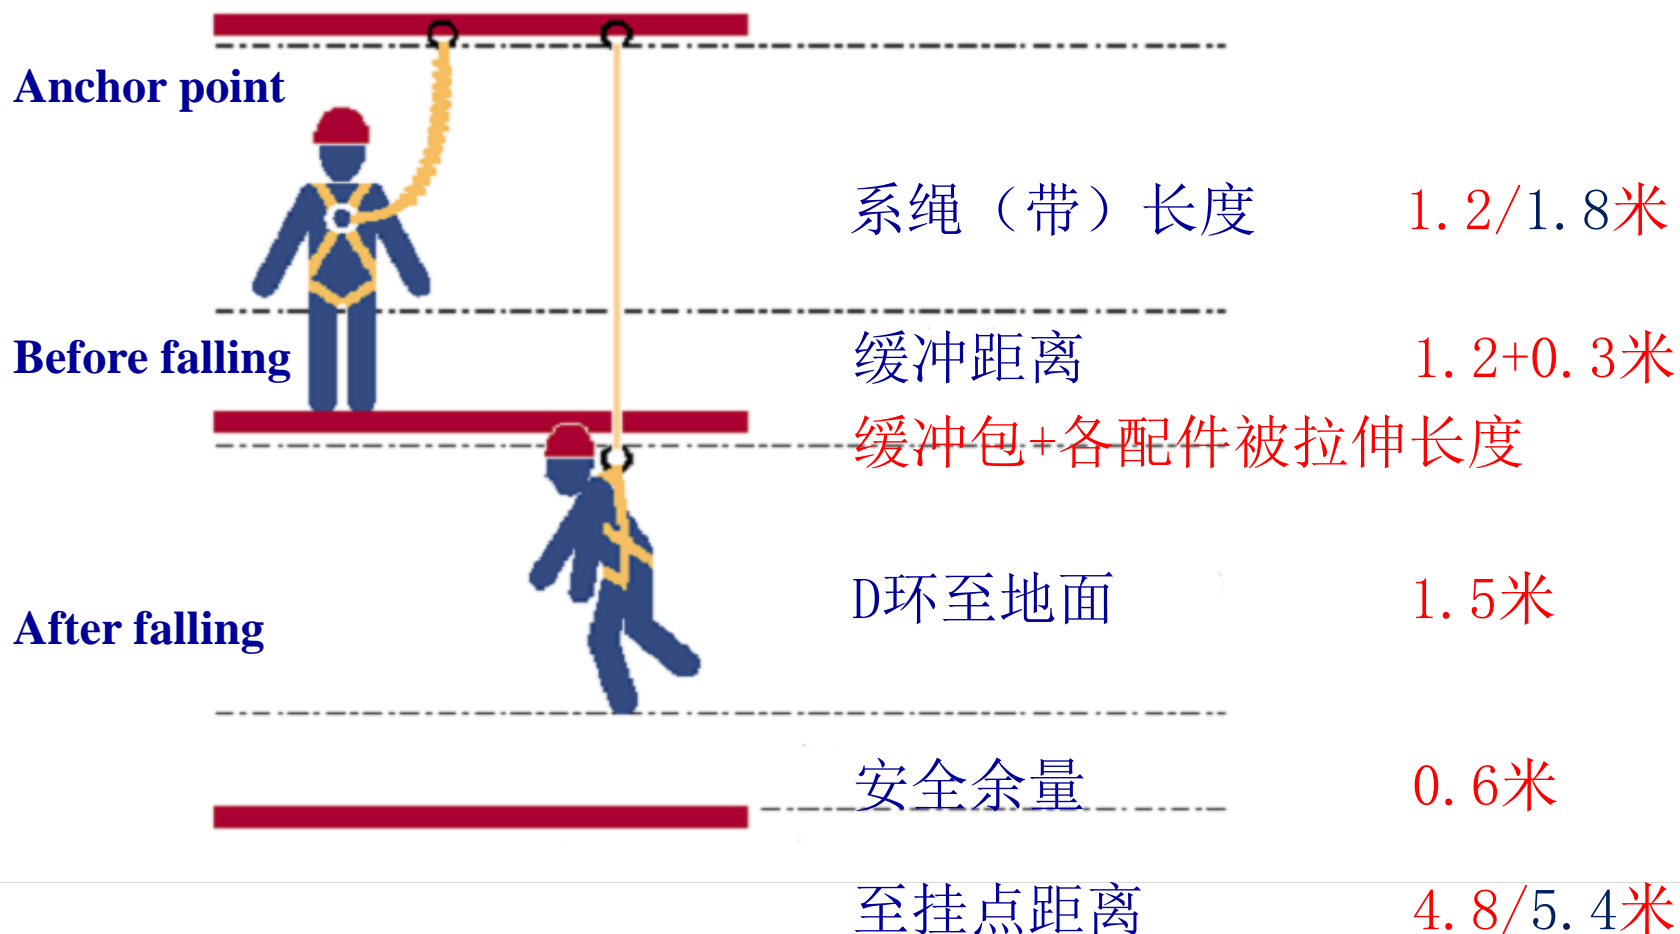 Anchor point
系绳（带）长度 1.2/1.8米
Before falling
缓冲距离 1.2+0.3米
缓冲包+各配件被拉伸长度
D环至地面 1.5米
After falling
安全余量 0.6米
至挂点距离 4.8/5.4米